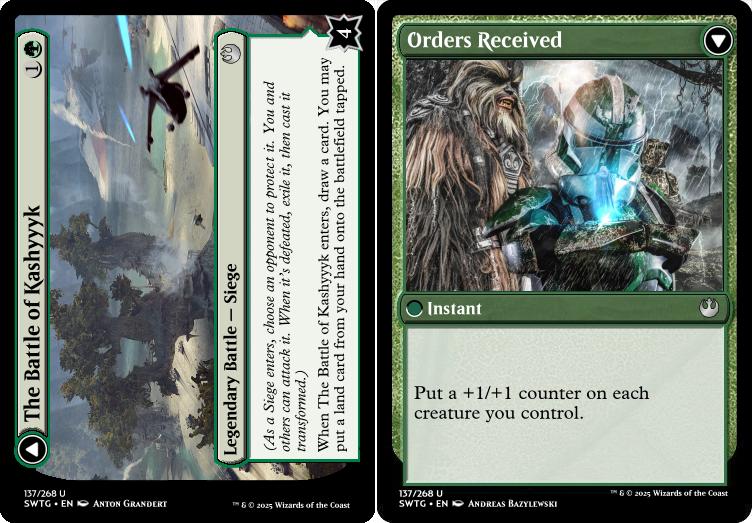 The Battle of Kashyyyk
1
Legendary Battle – Siege
(As a Siege enters, choose an opponent to protect it. You and
others can attack it. When it's defeated, exile it, then cast it
transformed.)
When The Battle of Kashyyyk enters, draw a card. You may
put a land card from your hand onto the battlefield tapped.
4
137/268 U
SWTG • EN Anton Grandert
™ & © 2025 Wizards of the Coast
Orders Received
Instant
Put a +1/+1 counter on each
creature you control.
137/268 U
SWTG • EN Andreas Bazylewski
™ & © 2025 Wizards of the Coast